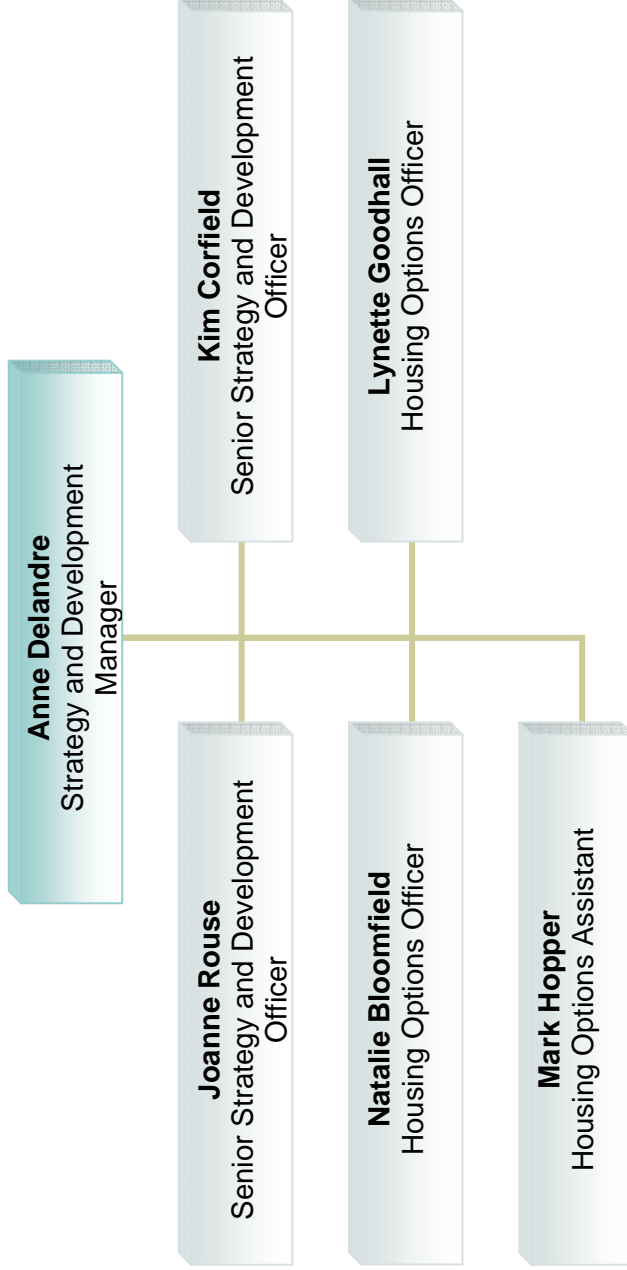 Anne Delandre
Strategy and Development
Manager
Joanne Rouse
Senior Strategy and Development
Officer
Kim Corfield
Senior Strategy and Development
Officer
Natalie Bloomfield
Housing Options Officer
Lynette Goodhall
Housing Options Officer
Mark Hopper
Housing Options Assistant